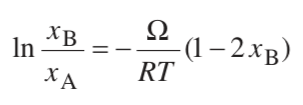 ln x_B / x_A = − Ω / RT (1 − 2x_B)